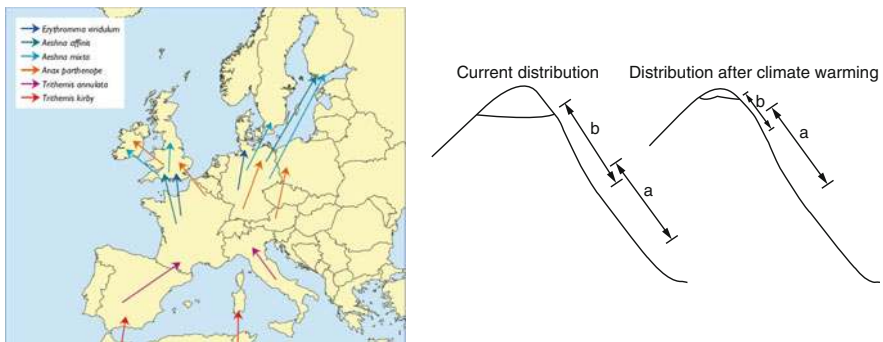 Erythromma viridulum
Aeshna affinis
Aeshna mixta
Anax parthenope
Trithemis annulata
Trithemis kirby
Current distribution
Distribution after climate warming
b
a
b
a